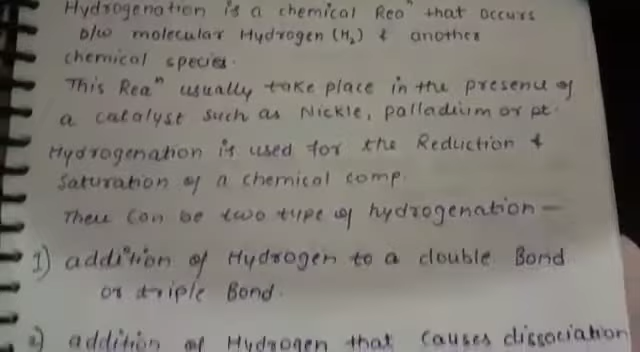 Hydrogenation is a chemical Reaⁿ that occurs
b/w molecular Hydrogen (H₂) & another
chemical species.
This Reaⁿ usually take place in the presence of
a catalyst such as Nickle, palladium or pt.
Hydrogenation is used for the Reduction &
Saturation of a chemical comp.
There can be two type of hydrogenation —
1) addition of Hydrogen to a double Bond
or triple Bond.
2) addition of Hydrogen that causes dissociation